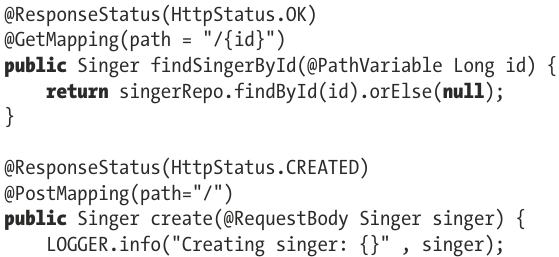 @ResponseStatus(HttpStatus.OK)
@GetMapping(path = "/{id}")
public Singer findSingerById(@PathVariable Long id) {
    return singerRepo.findById(id).orElse(null);
}

@ResponseStatus(HttpStatus.CREATED)
@PostMapping(path="/")
public Singer create(@RequestBody Singer singer) {
    LOGGER.info("Creating singer: {}" , singer);